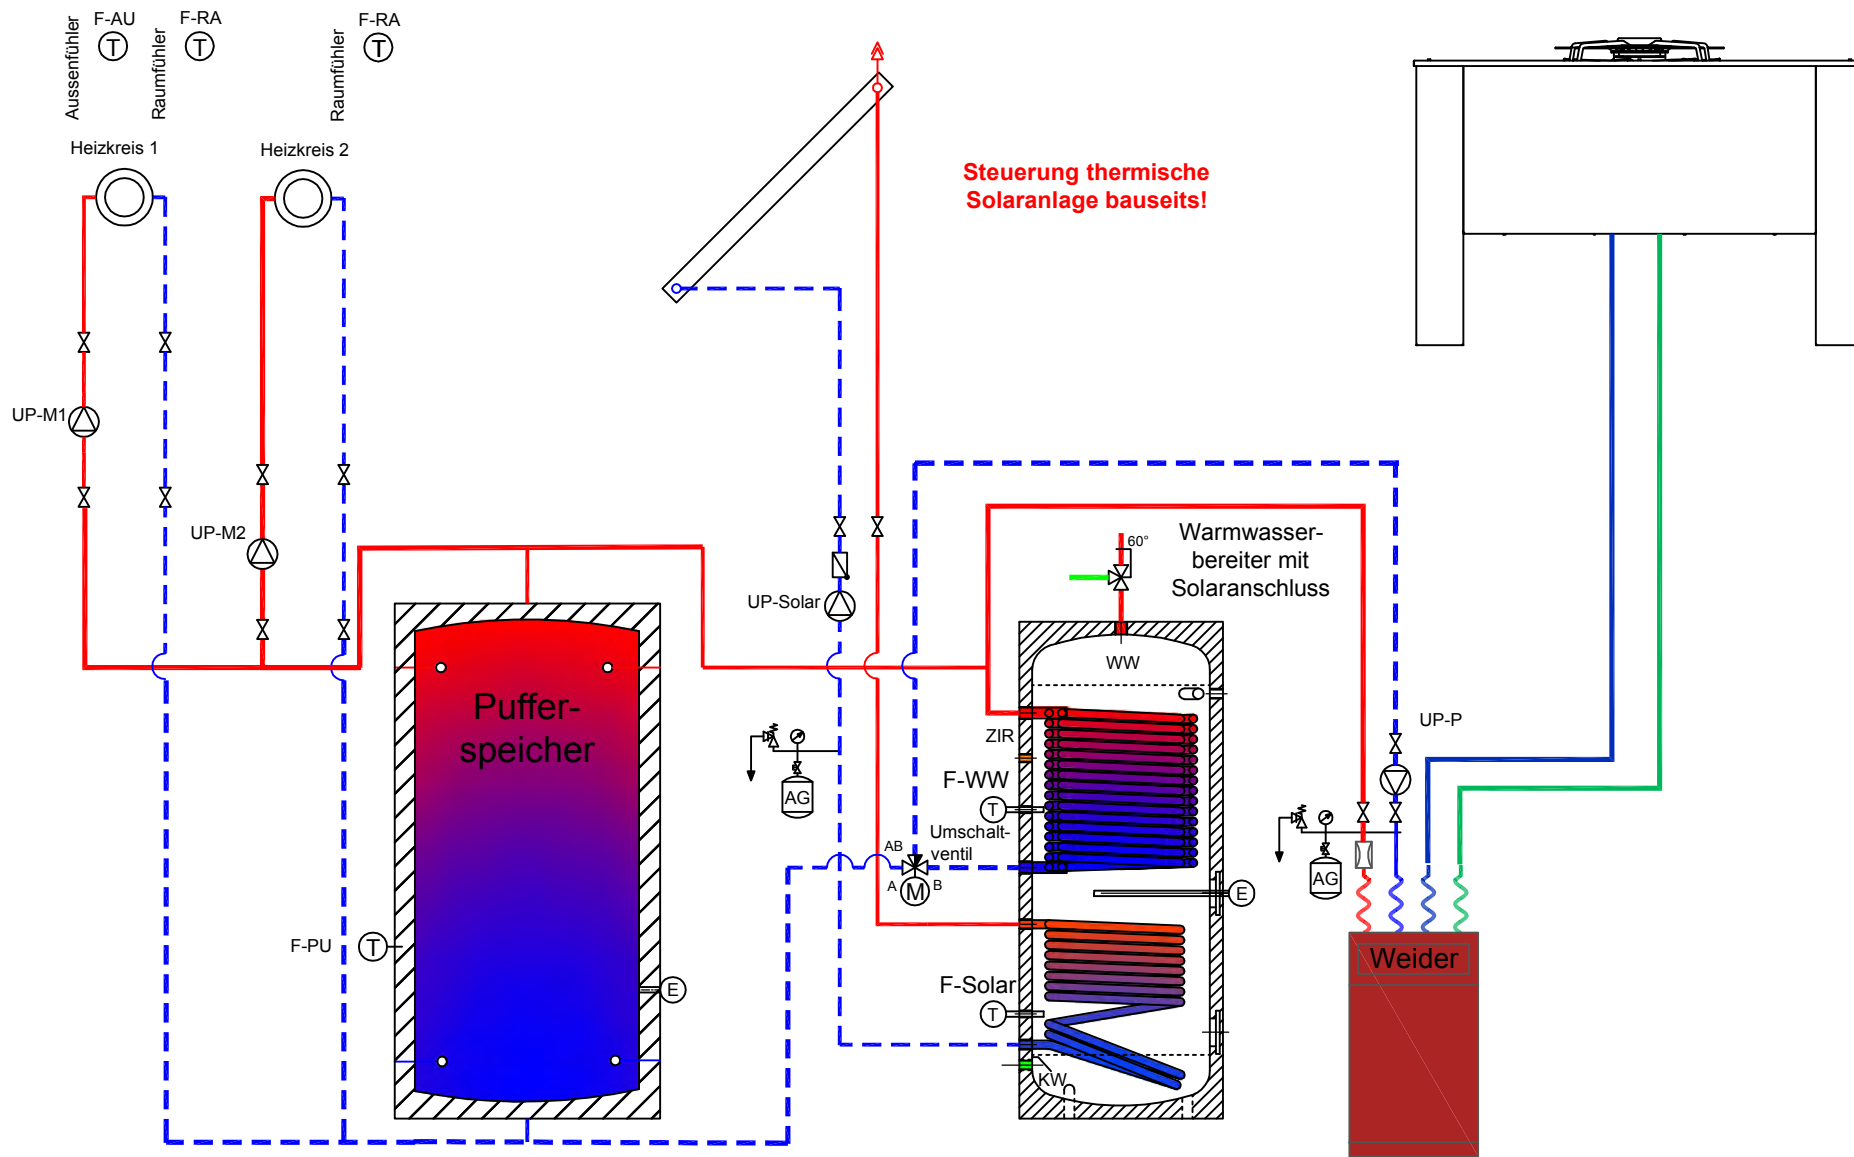 F-AU
F-RA
F-RA
Aussenfühler
T
Raumfühler
T
Raumfühler
T
Heizkreis 1
Heizkreis 2
Steuerung thermische
Solaranlage bauseits!
UP-M1
UP-M2
UP-Solar
60°
Warmwasser-
bereiter mit
Solaranschluss
WW
Puffer-
speicher
ZIR
UP-P
F-WW
T
AG
Umschalt-
ventil
AB
A
M
B
E
AG
F-PU
T
E
F-Solar
T
KW
Weider